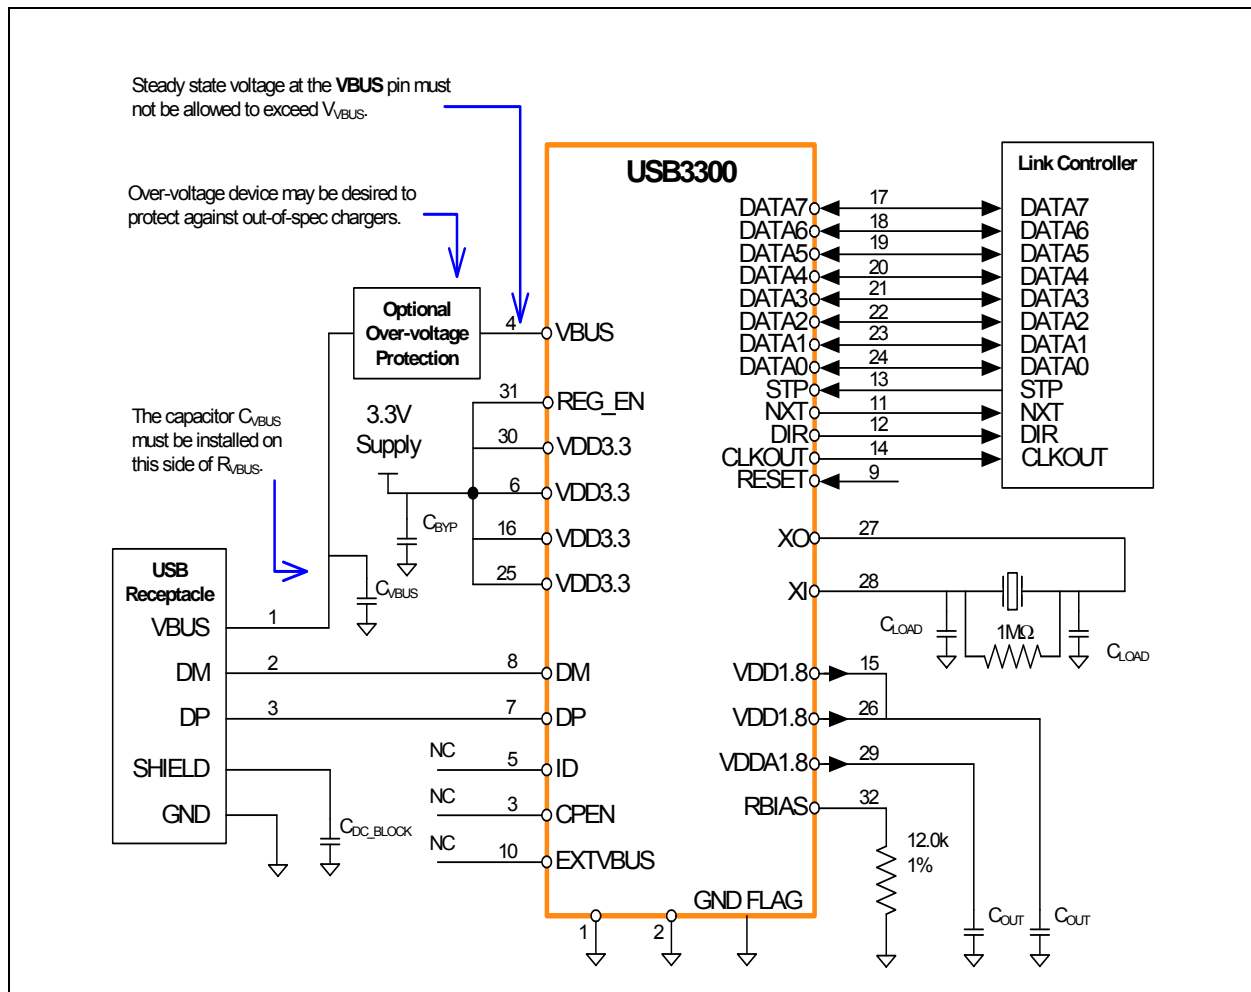 Steady state voltage at the VBUS pin must
not be allowed to exceed VVBUS.
Over-voltage device may be desired to
protect against out-of-spec chargers.
Optional
Over-voltage
Protection
The capacitor CVBUS
must be installed on
this side of RVBUS.
3.3V
Supply
CBYP
CVBUS
USB
Receptacle
VBUS 1
DM 2
DP 3
SHIELD
GND
CDC_BLOCK
USB3300
4 VBUS
31 REG_EN
30 VDD3.3
6 VDD3.3
16 VDD3.3
25 VDD3.3
8 DM
7 DP
NC 5 ID
NC 3 CPEN
NC 10 EXTVBUS
1
2
GND FLAG
Link Controller
DATA7 17 DATA7
DATA6 18 DATA6
DATA5 19 DATA5
DATA4 20 DATA4
DATA3 21 DATA3
DATA2 22 DATA2
DATA1 23 DATA1
DATA0 24 DATA0
STP 13 STP
NXT 11 NXT
DIR 12 DIR
CLKOUT 14 CLKOUT
RESET 9
XO 27
XI 28
CLOAD
1MΩ
CLOAD
VDD1.8 15
VDD1.8 26
VDDA1.8 29
RBIAS 32
12.0k
1%
COUT
COUT